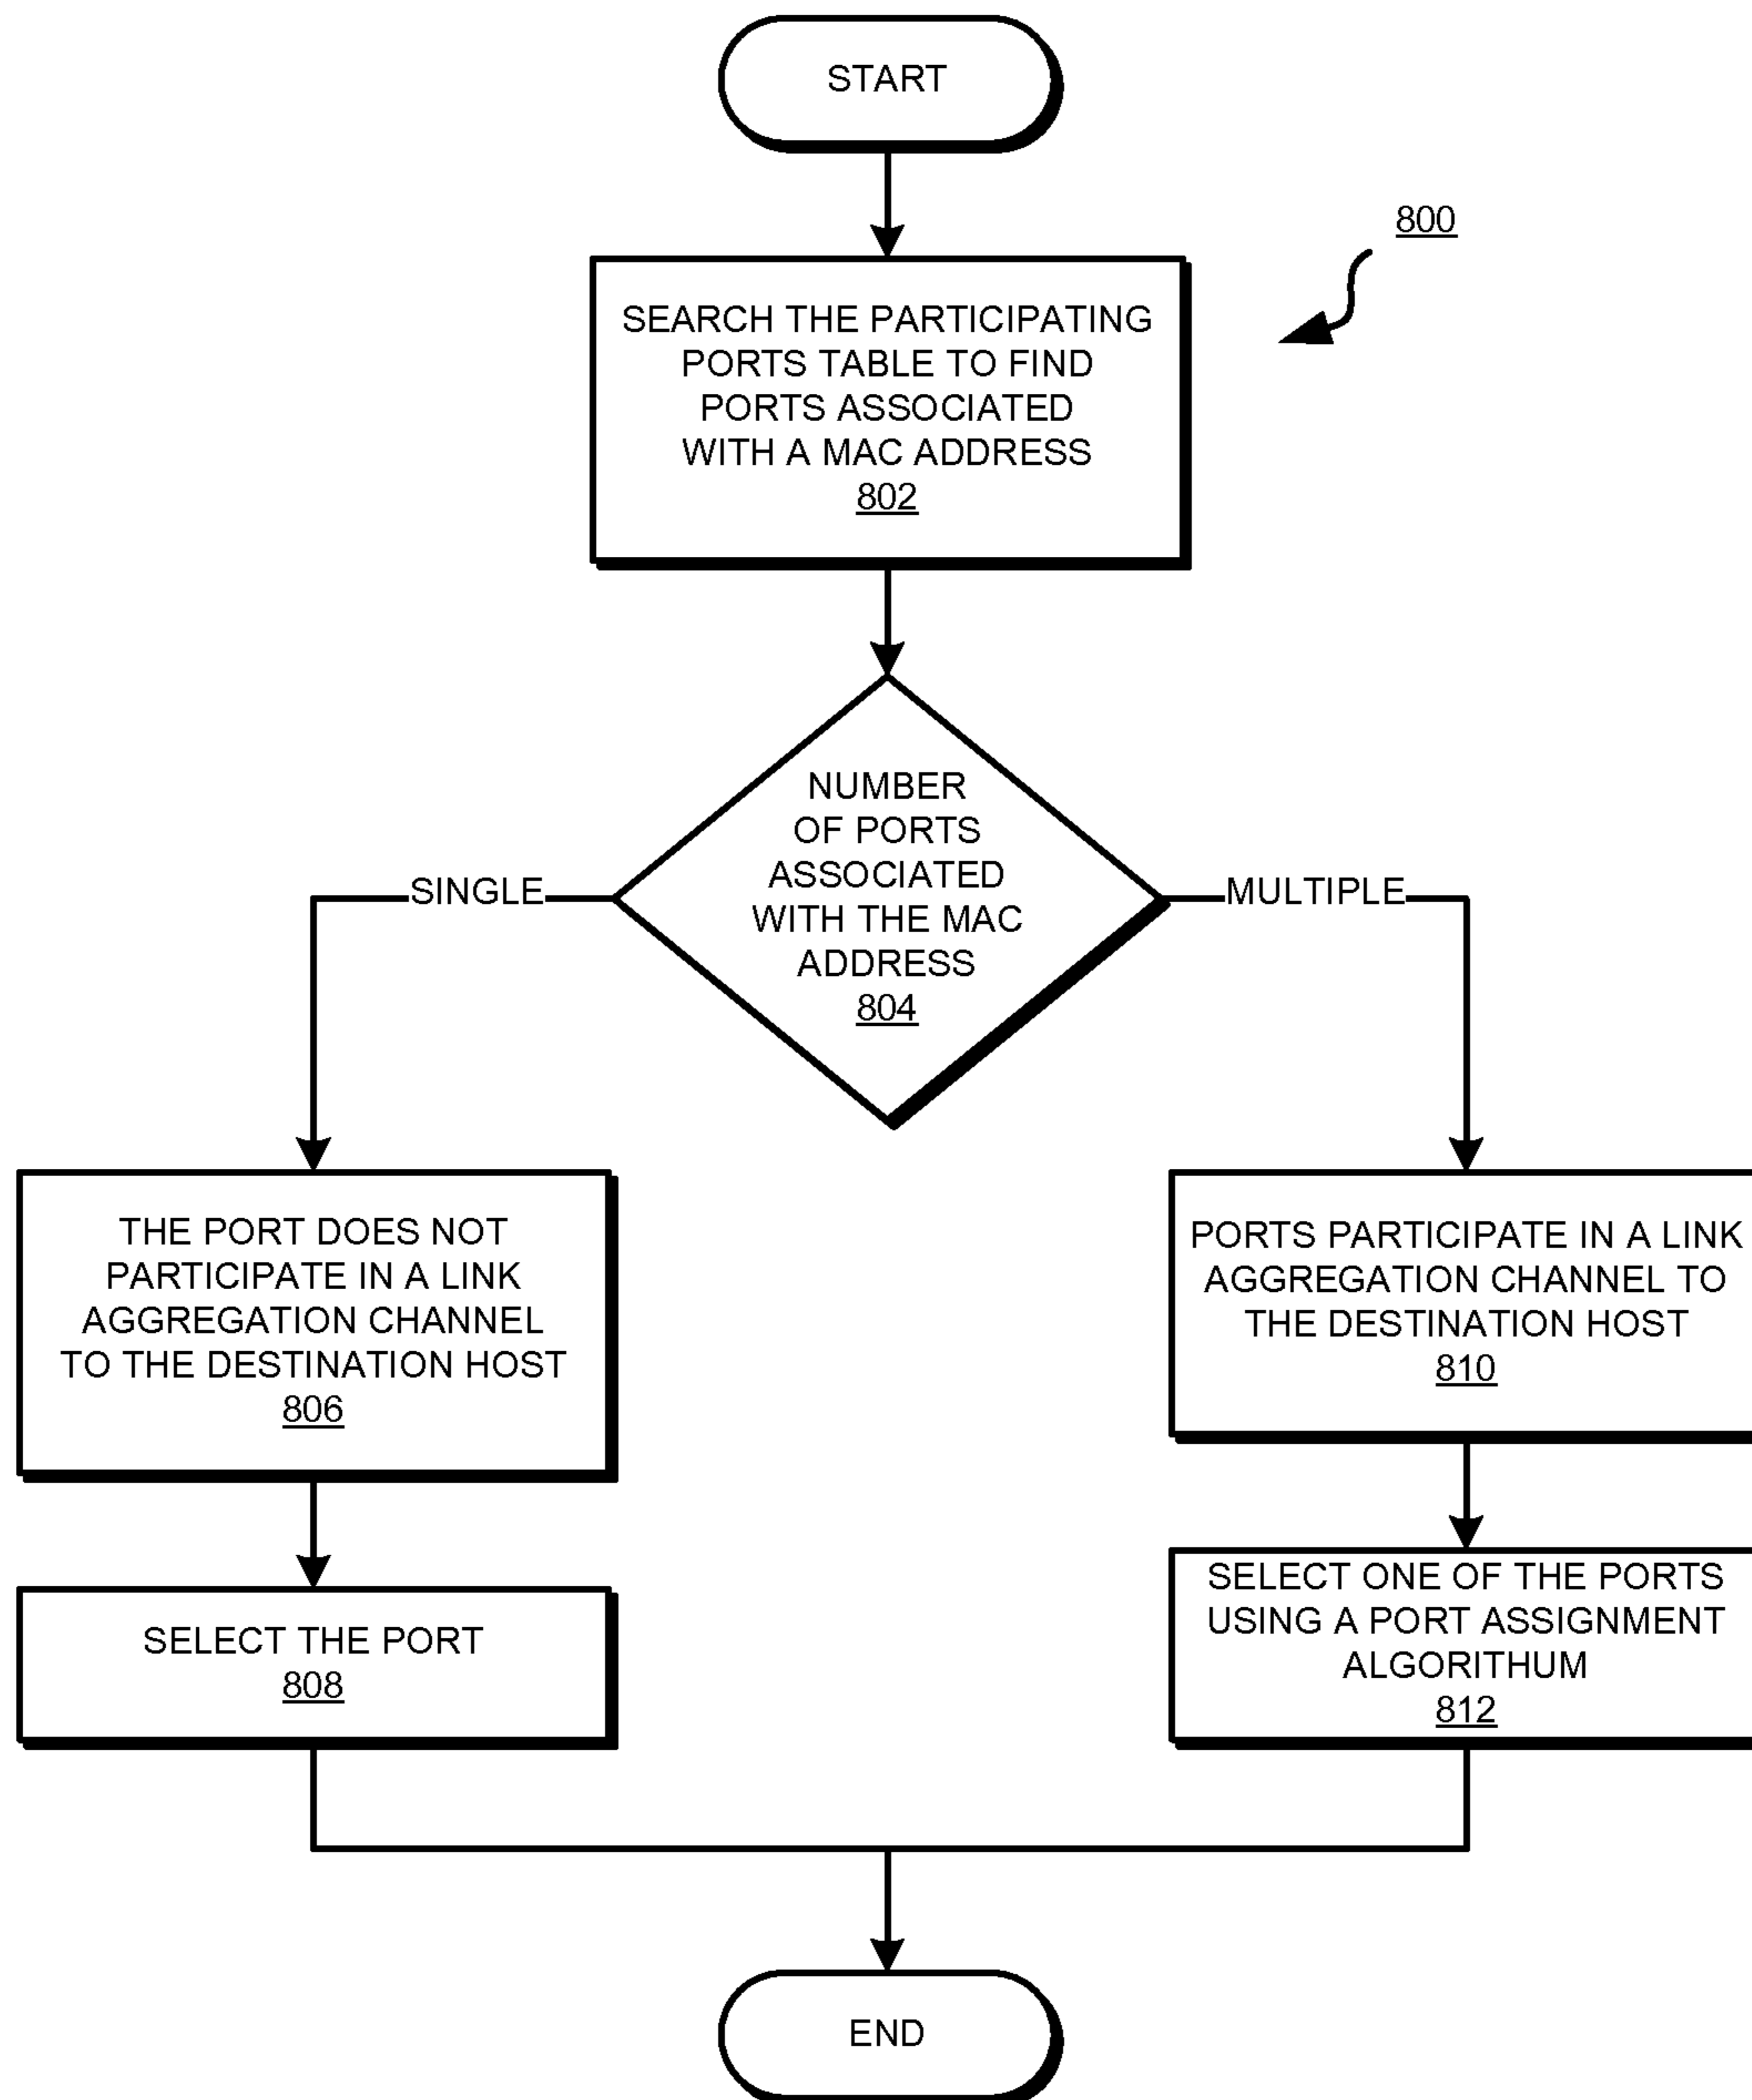 START
800
SEARCH THE PARTICIPATING
PORTS TABLE TO FIND
PORTS ASSOCIATED
WITH A MAC ADDRESS
802
NUMBER
OF PORTS
ASSOCIATED
WITH THE MAC
ADDRESS
804
SINGLE
MULTIPLE
THE PORT DOES NOT
PARTICIPATE IN A LINK
AGGREGATION CHANNEL
TO THE DESTINATION HOST
806
SELECT THE PORT
808
PORTS PARTICIPATE IN A LINK
AGGREGATION CHANNEL TO
THE DESTINATION HOST
810
SELECT ONE OF THE PORTS
USING A PORT ASSIGNMENT
ALGORITHUM
812
END